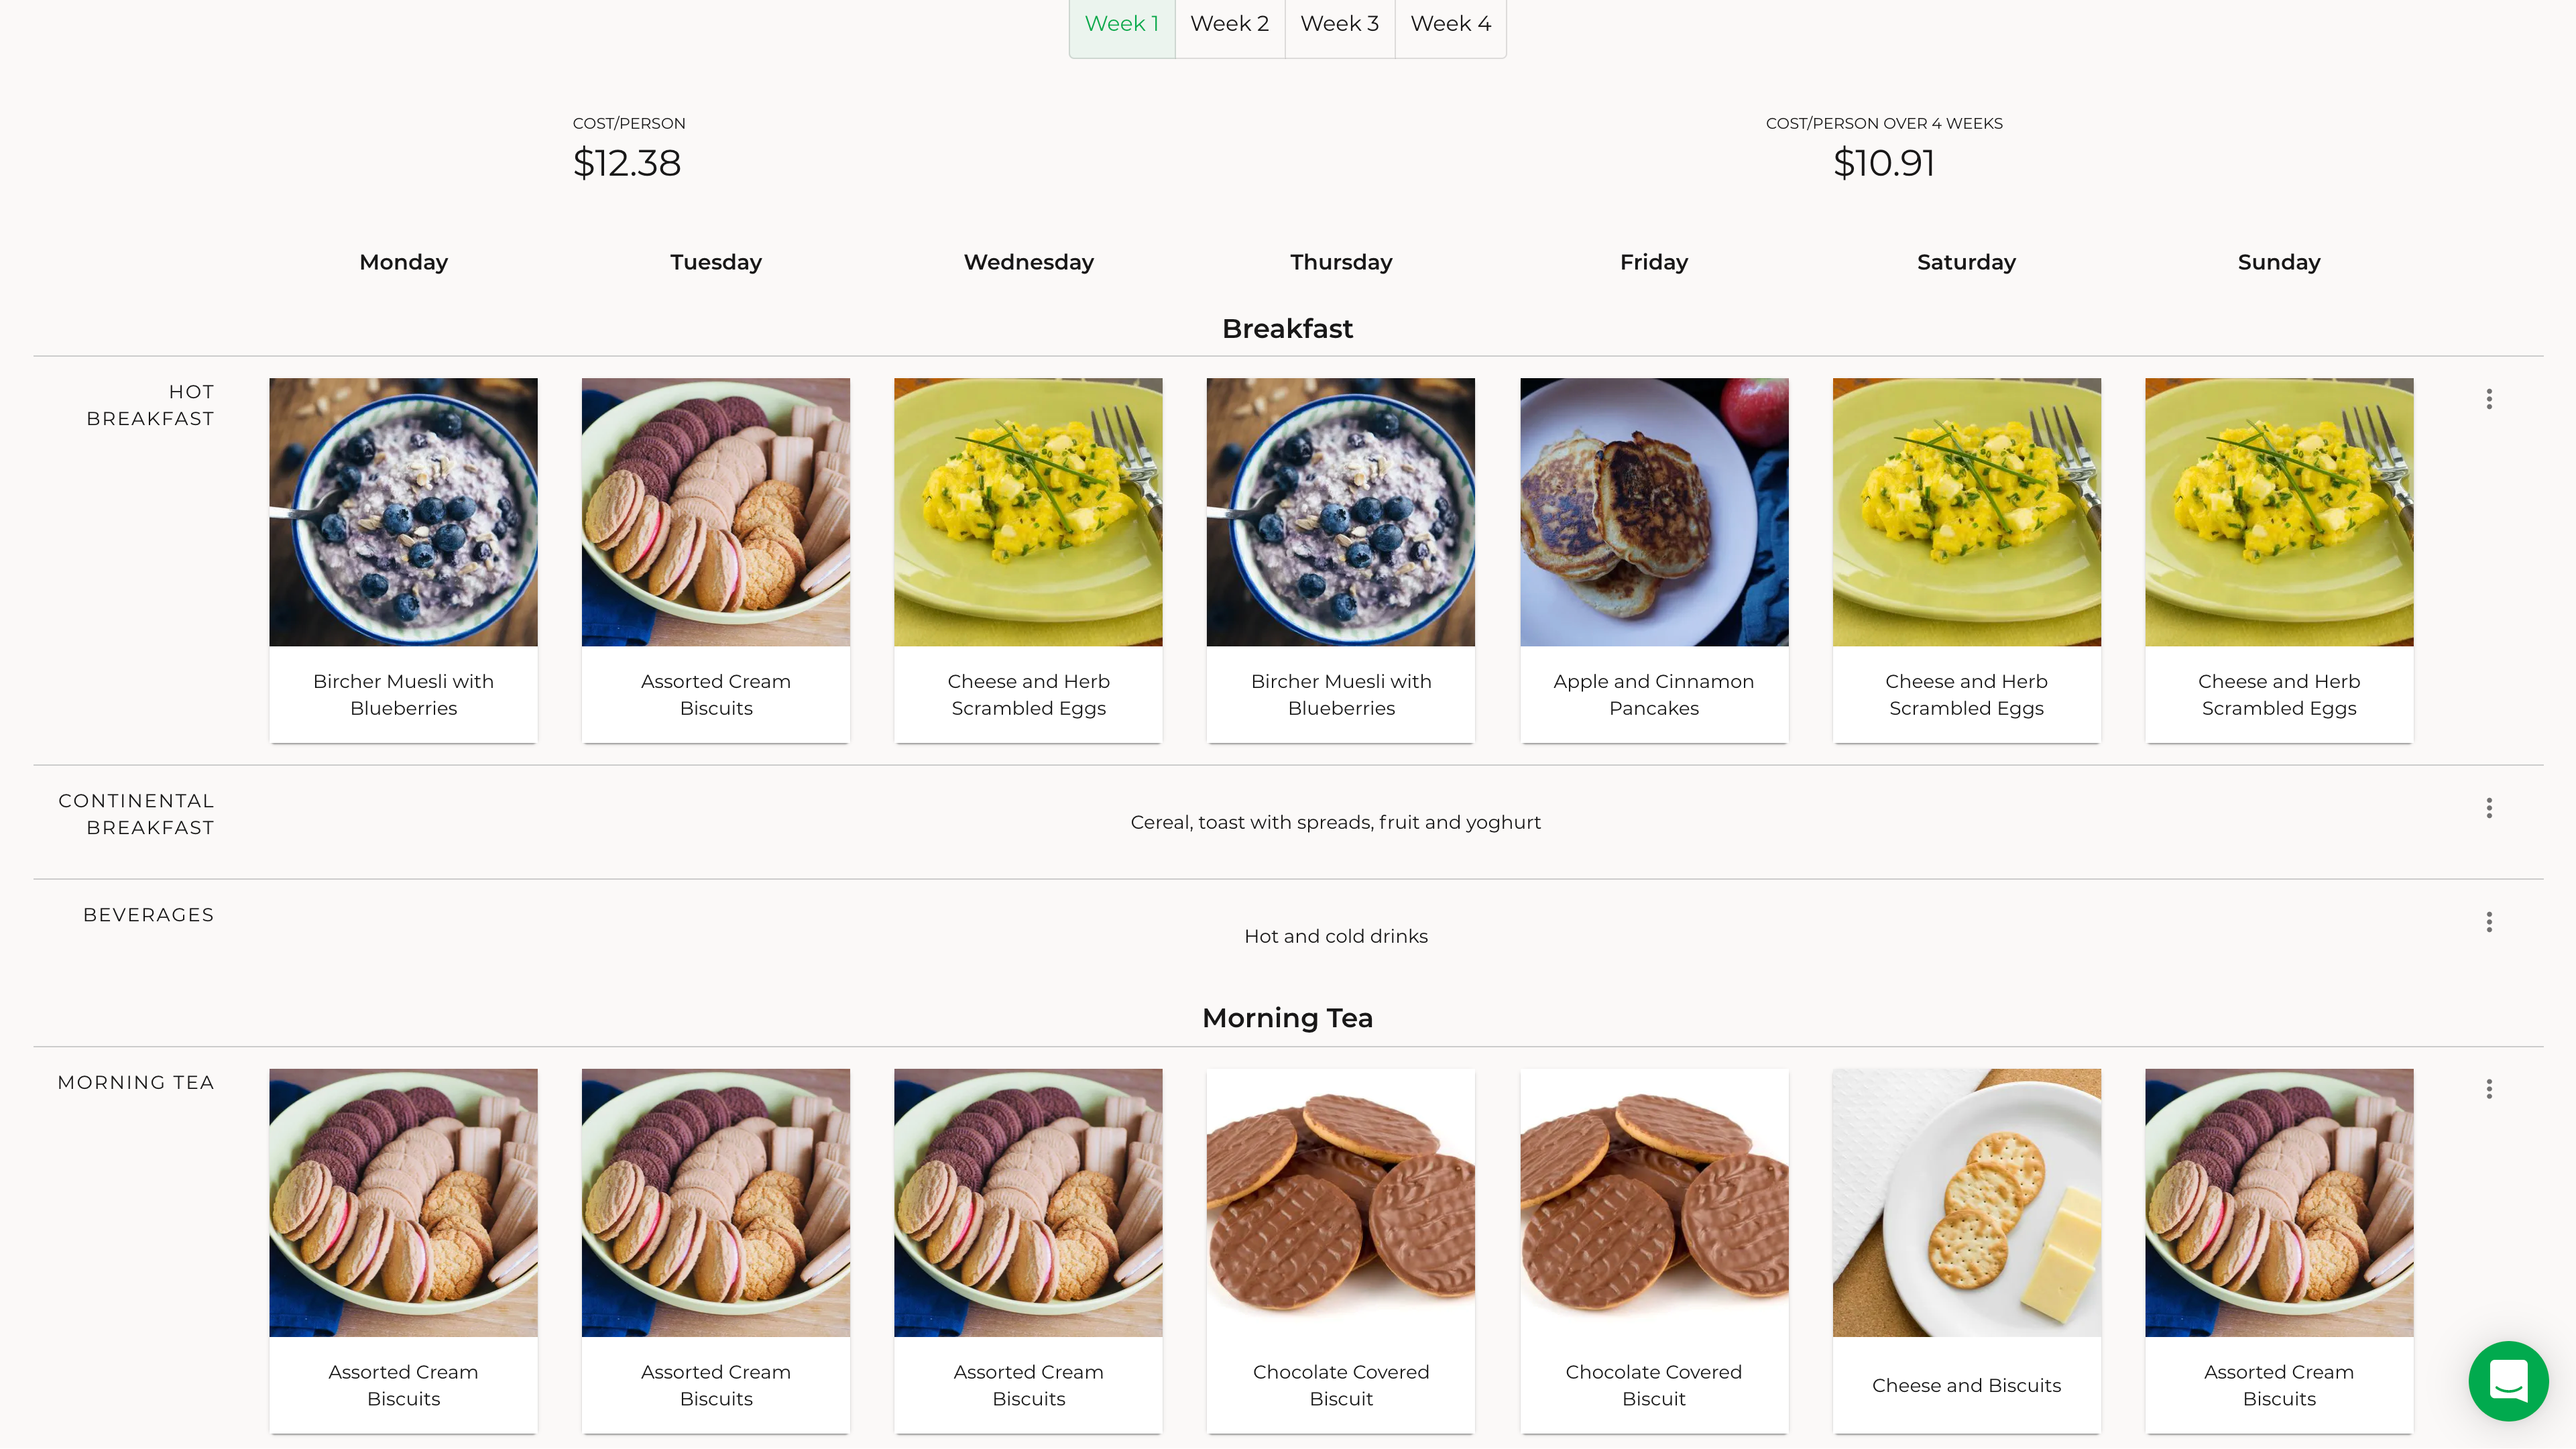 Week 1 Week 2 Week 3 Week 4
COST/PERSON
$12.38
COST/PERSON OVER 4 WEEKS
$10.91
Monday Tuesday Wednesday Thursday Friday Saturday Sunday
Breakfast
HOT
BREAKFAST
Bircher Muesli with
Blueberries
Assorted Cream
Biscuits
Cheese and Herb
Scrambled Eggs
Bircher Muesli with
Blueberries
Apple and Cinnamon
Pancakes
Cheese and Herb
Scrambled Eggs
Cheese and Herb
Scrambled Eggs
CONTINENTAL
BREAKFAST
Cereal, toast with spreads, fruit and yoghurt
BEVERAGES
Hot and cold drinks
Morning Tea
MORNING TEA
Assorted Cream
Biscuits
Assorted Cream
Biscuits
Assorted Cream
Biscuits
Chocolate Covered
Biscuit
Chocolate Covered
Biscuit
Cheese and Biscuits
Assorted Cream
Biscuits